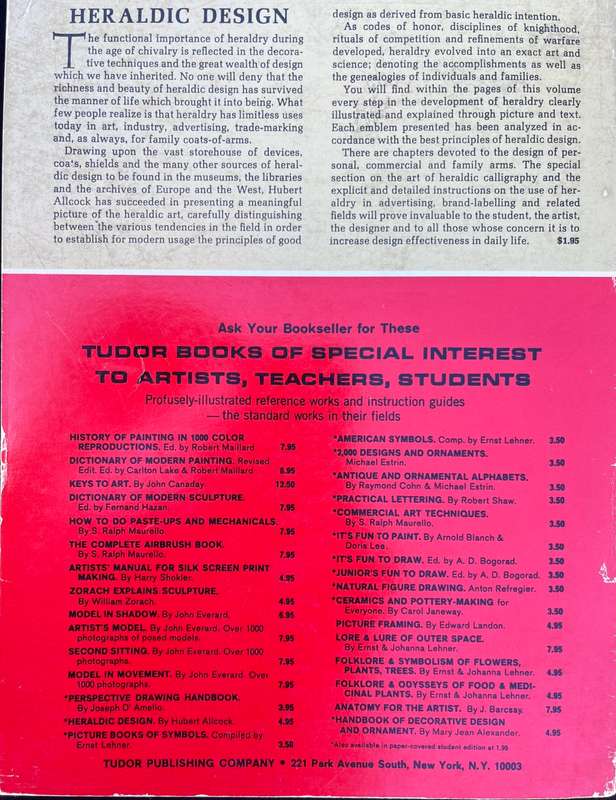 HERALDIC DESIGN
The functional importance of heraldry during
the age of chivalry is reflected in the decora-
tive techniques and the great wealth of design
which we have inherited. No one will deny that the
richness and beauty of heraldic design has survived
the manner of life which brought it into being. What
few people realize is that heraldry has limitless uses
today in art, industry, advertising, trade-marking
and, as always, for family coats-of-arms.
Drawing upon the vast storehouse of devices,
coats, shields and the many other sources of heral-
dic design to be found in the museums, the libraries
and the archives of Europe and the West, Hubert
Allcock has succeeded in presenting a meaningful
picture of the heraldic art, carefully distinguishing
between the various tendencies in the field in order
to establish for modern usage the principles of good
design as derived from basic heraldic intention.
As codes of honor, disciplines of knighthood,
rituals of competition and refinements of warfare
developed, heraldry evolved into an exact art and
science; denoting the accomplishments as well as
the genealogies of individuals and families.
You will find within the pages of this volume
every step in the development of heraldry clearly
illustrated and explained through picture and text.
Each emblem presented has been analyzed in ac-
cordance with the best principles of heraldic design.
There are chapters devoted to the design of per-
sonal, commercial and family arms. The special
section on the art of heraldic calligraphy and the
explicit and detailed instructions on the use of her-
aldry in advertising, brand-labelling and related
fields will prove invaluable to the student, the artist,
the designer and to all those whose concern it is to
increase design effectiveness in daily life. $1.95
Ask Your Bookseller for These
TUDOR BOOKS OF SPECIAL INTEREST
TO ARTISTS, TEACHERS, STUDENTS
Profusely-illustrated reference works and instruction guides
— the standard works in their fields
HISTORY OF PAINTING IN 1000 COLOR
REPRODUCTIONS. Ed. by Robert Maillard 7.95
DICTIONARY OF MODERN PAINTING. Revised
Edit. Ed. by Carlton Lake & Robert Maillard 8.95
KEYS TO ART. By John Canaday 12.50
DICTIONARY OF MODERN SCULPTURE.
Ed. by Fernand Hazan. 7.95
HOW TO DO PASTE-UPS AND MECHANICALS.
By S. Ralph Maurello. 7.95
THE COMPLETE AIRBRUSH BOOK.
By S. Ralph Maurello. 7.95
ARTISTS' MANUAL FOR SILK SCREEN PRINT
MAKING. By Harry Shokler. 4.95
ZORACH EXPLAINS SCULPTURE.
By William Zorach. 4.95
MODEL IN SHADOW. By John Everard. 6.95
ARTIST'S MODEL. By John Everard. Over 1000
photographs of posed models. 7.95
SECOND SITTING. By John Everard. Over 1000
photographs. 7.95
MODEL IN MOVEMENT. By John Everard. Over
1000 photographs. 7.95
*PERSPECTIVE DRAWING HANDBOOK.
By Joseph D'Amelio. 3.95
*HERALDIC DESIGN. By Hubert Allcock. 4.95
*PICTURE BOOKS OF SYMBOLS. Compiled by
Ernst Lehner. 3.50
*AMERICAN SYMBOLS. Comp. by Ernst Lehner. 3.50
*3,000 DESIGNS AND ORNAMENTS.
Michael Estrin. 3.50
*ANTIQUE AND ORNAMENTAL ALPHABETS.
By Raymond Cohn & Michael Estrin. 3.50
*PRACTICAL LETTERING. By Robert Shaw. 3.50
*COMMERCIAL ART TECHNIQUES.
By S. Ralph Maurello. 3.50
*IT'S FUN TO PAINT. By Arnold Blanch &
Doris Lee. 3.50
*IT'S FUN TO DRAW. Ed. by A. D. Bogorad. 3.50
*JUNIOR'S FUN TO DRAW. Ed. by A. D. Bogorad. 3.50
*NATURAL FIGURE DRAWING. Anton Refregier. 3.50
*CERAMICS AND POTTERY-MAKING for
Everyone. By Carol Janeway. 3.50
PICTURE FRAMING. By Edward Landon. 4.95
LORE & LURE OF OUTER SPACE.
By Ernst & Johanna Lehner. 7.95
FOLKLORE & SYMBOLISM OF FLOWERS,
PLANTS, TREES. By Ernst & Johanna Lehner. 4.95
FOLKLORE & ODYSSEYS OF FOOD & MEDI-
CINAL PLANTS. By Ernst & Johanna Lehner. 4.95
ANATOMY FOR THE ARTIST. By J. Barcsay. 7.95
*HANDBOOK OF DECORATIVE DESIGN
AND ORNAMENT. By Mary Jean Alexander. 4.95
*Also available in paper-covered student edition at 1.95
TUDOR PUBLISHING COMPANY • 221 Park Avenue South, New York, N.Y. 10003